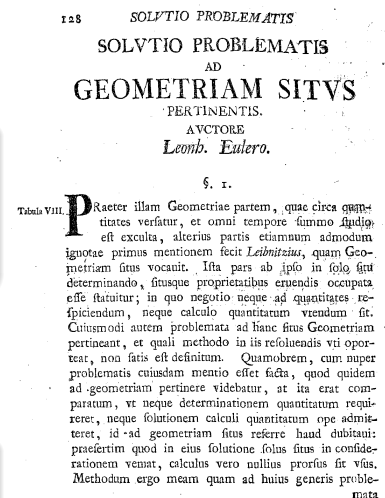 128 SOLVTIO PROBLEMATIS
SOLVTIO PROBLEMATIS
AD
GEOMETRIAM SITVS
PERTINENTIS.
AVCTORE
Leonh. Eulero.
§. 1.
Tabula VIII. PRaeter illam Geometriae partem, quae circa quan-
titates versatur, et omni tempore summo studio
est exculta, alterius partis etiamnum admodum
ignotae primus mentionem fecit Leibnitzius, quam Geo-
metriam situs vocauit. Ista pars ab ipso in solo situ
determinando, situsque proprietatibus eruendis occupata
esse statuitur; in quo negotio neque ad quantitates re-
spiciendum, neque calculo quantitatum vtendum sit.
Cuiusmodi autem problemata ad hanc situs Geometriam
pertineant, et quali methodo in iis resoluendis vti opor-
teat, non satis est definitum. Quamobrem, cum nuper
problematis cuiusdam mentio esset facta, quod quidem
ad geometriam pertinere videbatur, at ita erat com-
paratum, vt neque determinationem quantitatum requi-
reret, neque solutionem calculi quantitatum ope admit-
teret, id ad geometriam situs referre haud dubitaui:
praesertim quod in eius solutione solus situs in conside-
rationem veniat, calculus vero nullius prorsus sit vsus.
Methodum ergo meam quam ad huius generis proble-
mata